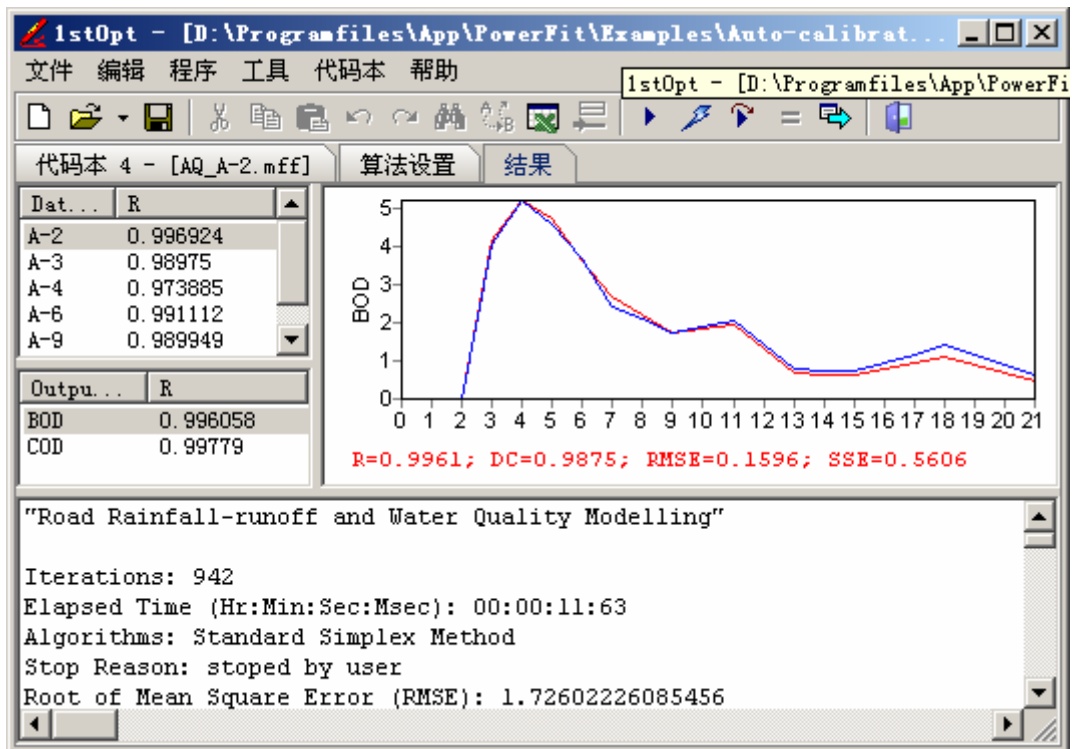 1stOpt - [D:\Programfiles\App\PowerFit\Examples\Auto-calibrat...
文件 编辑 程序 工具 代码本 帮助
1stOpt - [D:\Programfiles\App\PowerFi
代码本 4 - [AQ_A-2.mff] 算法设置 结果
Dat... R
A-2 0.996924
A-3 0.98975
A-4 0.973885
A-6 0.991112
A-9 0.989949
Outpu... R
BOD 0.996058
COD 0.99779
BOD
5
4
3
2
1
0
0 1 2 3 4 5 6 7 8 9 10 11 12 13 14 15 16 17 18 19 20 21
R=0.9961; DC=0.9875; RMSE=0.1596; SSE=0.5606
"Road Rainfall-runoff and Water Quality Modelling"
Iterations: 942
Elapsed Time (Hr:Min:Sec:Msec): 00:00:11:63
Algorithms: Standard Simplex Method
Stop Reason: stoped by user
Root of Mean Square Error (RMSE): 1.72602226085456